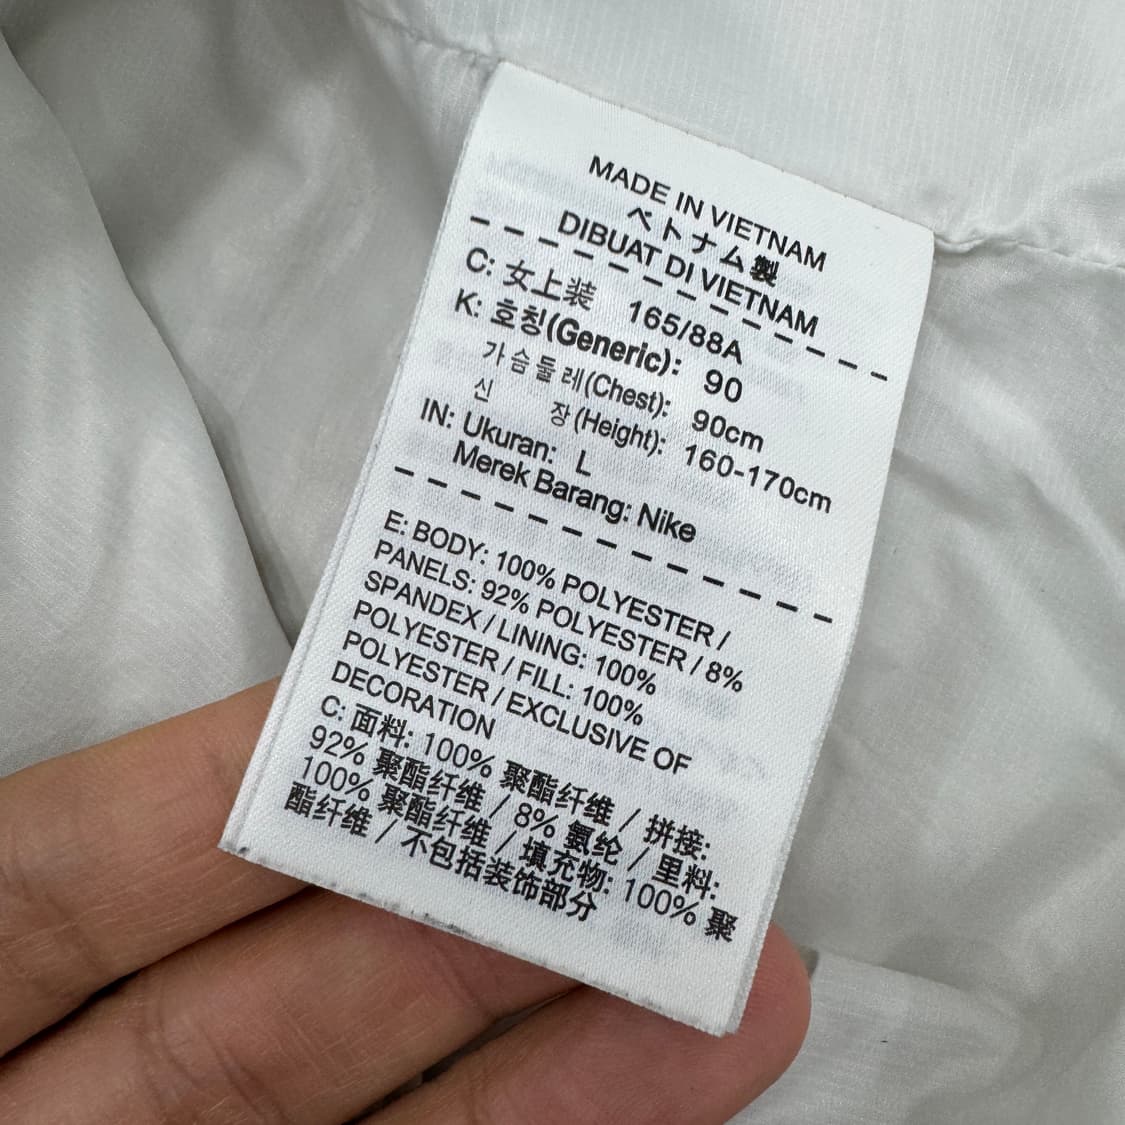 MADE IN VIETNAM
ベトナム製
DIBUAT DI VIETNAM
C: 女上装 165/88A
K: 호칭(Generic): 90
가슴둘레(Chest): 90cm
신 장(Height): 160-170cm
IN: Ukuran: L
Merek Barang: Nike
E: BODY: 100% POLYESTER /
PANELS: 92% POLYESTER / 8%
SPANDEX / LINING: 100%
POLYESTER / FILL: 100%
POLYESTER / EXCLUSIVE OF
DECORATION
C: 面料: 100% 聚酯纤维 / 拼接:
92% 聚酯纤维 / 8% 氨纶 / 里料:
100% 聚酯纤维 / 填充物: 100% 聚
酯纤维 / 不包括装饰部分